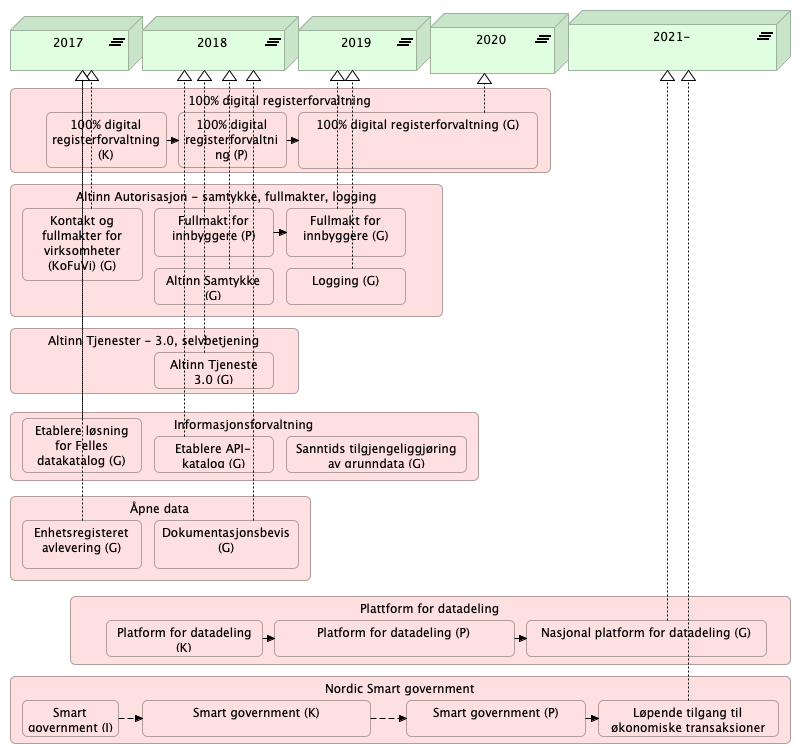 2017
2018
2019
2020
2021-
100% digital registerforvaltning
100% digital
registerforvaltning
(K)
100% digital
registerforvaltni
ng (P)
100% digital registerforvaltning (G)
Altinn Autorisasjon - samtykke, fullmakter, logging
Kontakt og
fullmakter for
virksomheter
(KoFuVi) (G)
Fullmakt for
innbyggere (P)
Fullmakt for
innbyggere (G)
Altinn Samtykke
(G)
Logging (G)
Altinn Tjenester - 3.0, selvbetjening
Altinn Tjeneste
3.0 (G)
Informasjonsforvaltning
Etablere løsning
for Felles
datakatalog (G)
Etablere API-
katalog (G)
Sanntids tilgjengeliggjøring
av grunndata (G)
Åpne data
Enhetsregisteret
avlevering (G)
Dokumentasjonsbevis
(G)
Plattform for datadeling
Platform for datadeling
(K)
Platform for datadeling (P)
Nasjonal platform for datadeling (G)
Nordic Smart government
Smart
government (I)
Smart government (K)
Smart government (P)
Løpende tilgang til
økonomiske transaksioner